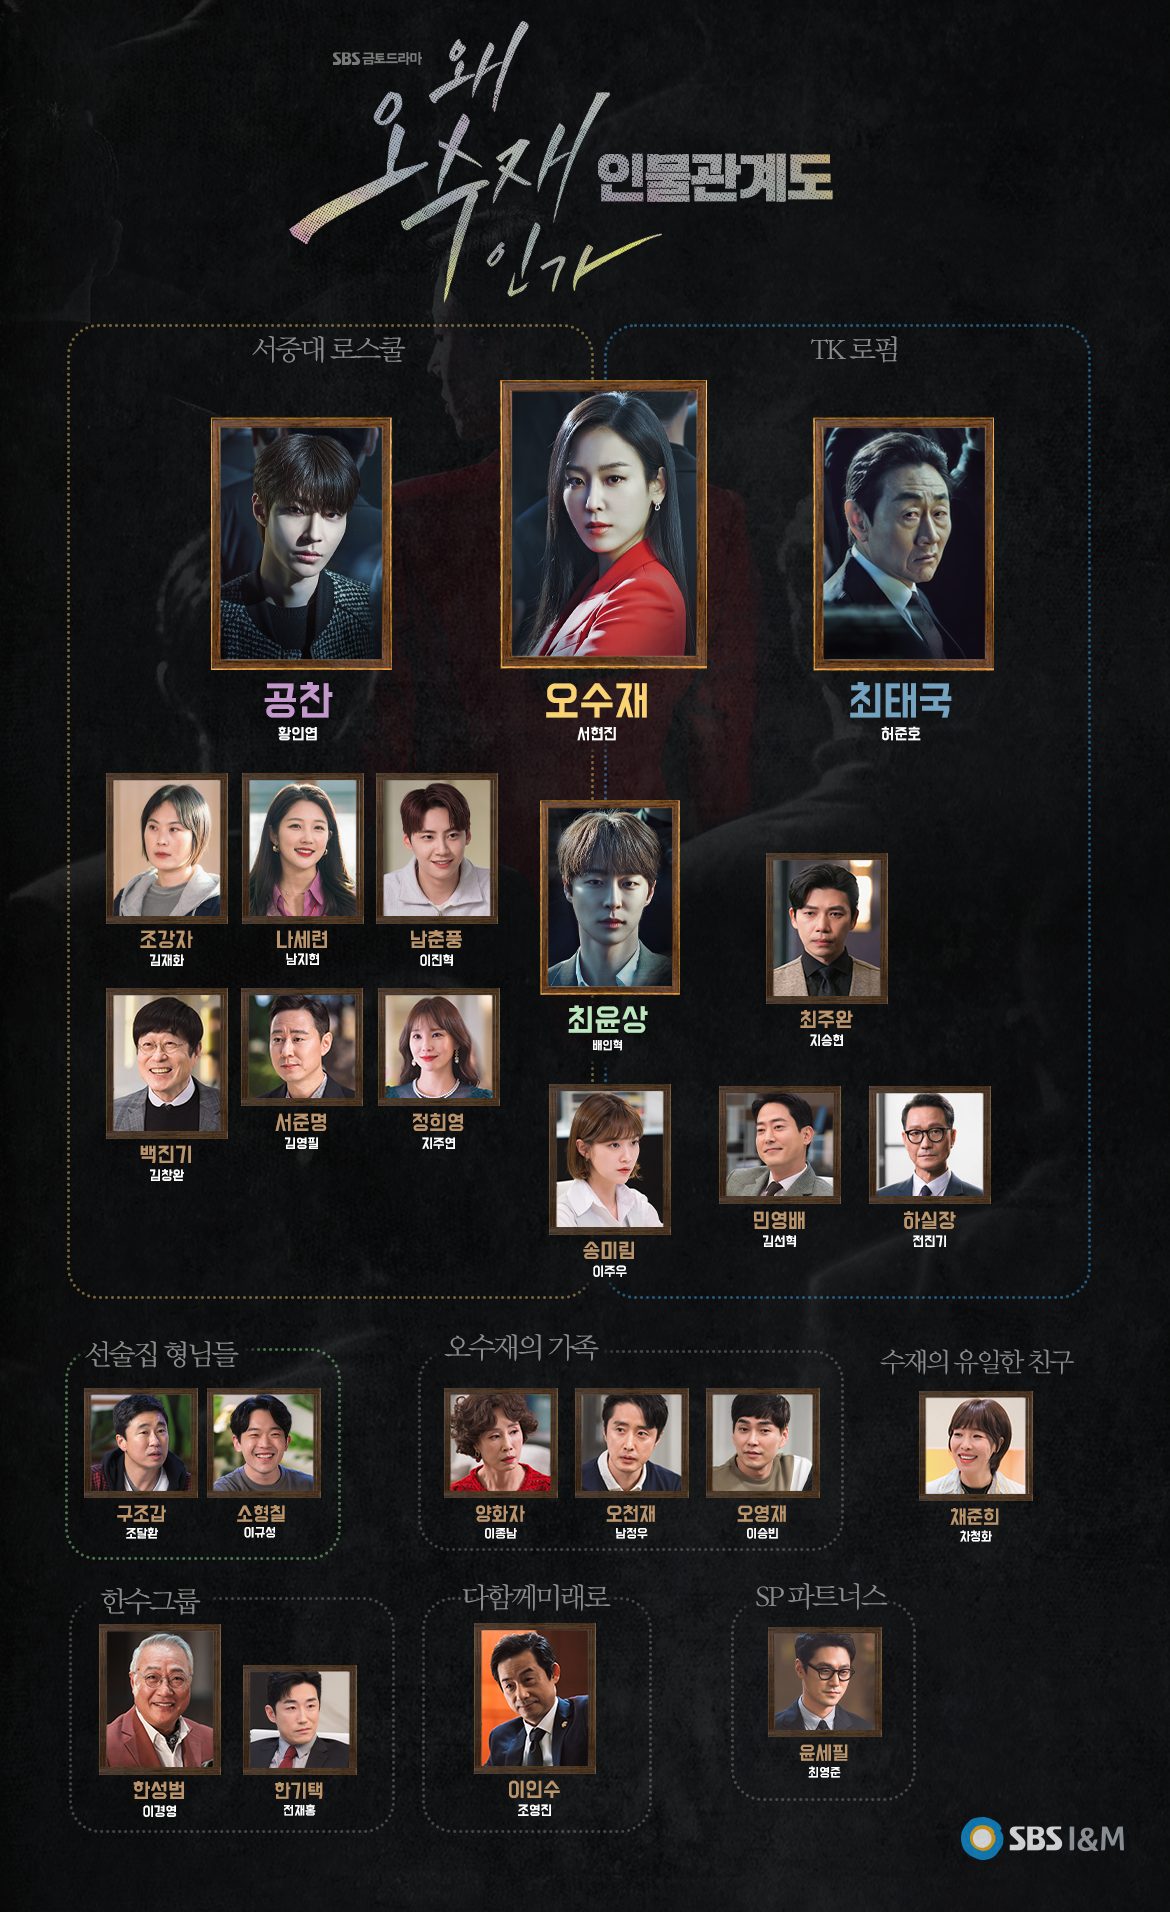 SBS 금토드라마
왜
오수재
인가
인물관계도
서중대 로스쿨
TK 로펌
공찬
황인엽
오수재
서현진
최태국
허준호
조강자
김재화
나세련
남지현
남춘풍
이진혁
최윤상
배인혁
최주완
지승현
백진기
김창완
서준명
김영필
정희영
지주연
송미림
이주우
민영배
김선혁
하실장
전진기
선술집 형님들
구조갑
조달환
소형칠
이규성
오수재의 가족
양화자
이종남
오천재
남정우
오영재
이승빈
수재의 유일한 친구
채준희
차청화
한수그룹
한성범
이경영
한기택
전재홍
다함께미래로
이인수
조영진
SP 파트너스
윤세필
최영준
SBS I&M